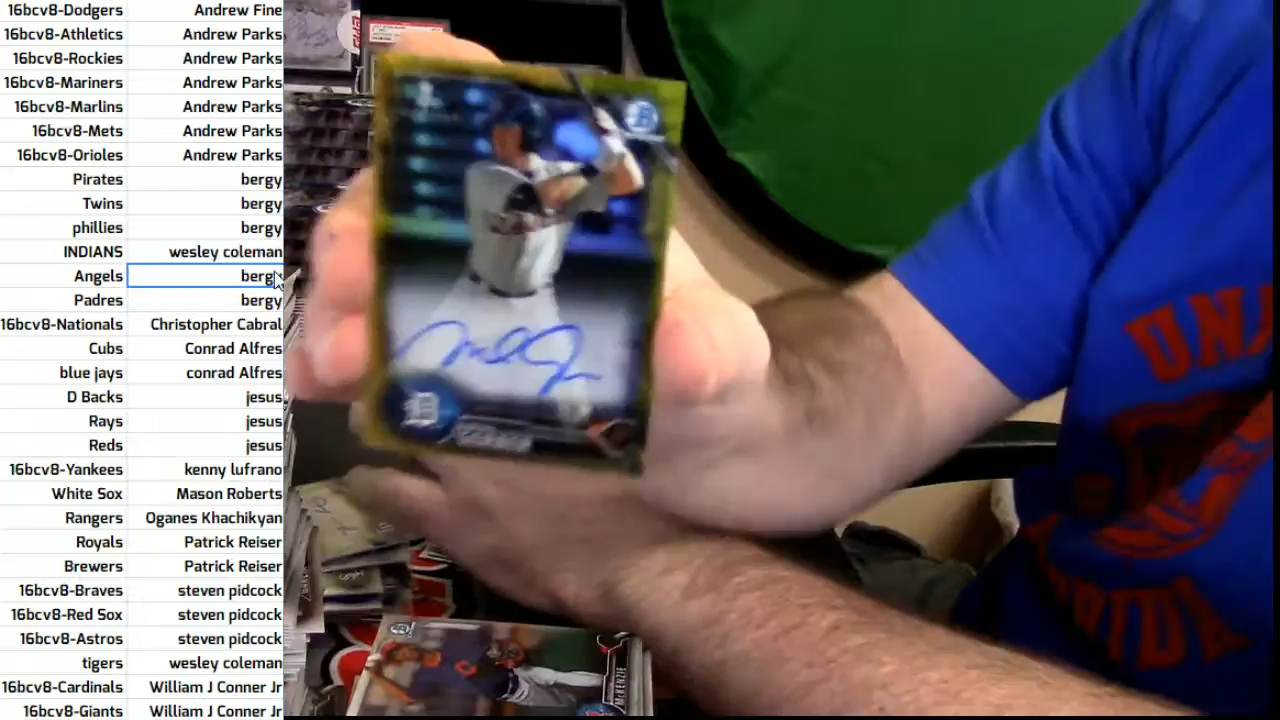 16bcv8-Dodgers Andrew Fine
16bcv8-Athletics Andrew Parks
16bcv8-Rockies Andrew Parks
16bcv8-Mariners Andrew Parks
16bcv8-Marlins Andrew Parks
16bcv8-Mets Andrew Parks
16bcv8-Orioles Andrew Parks
Pirates bergy
Twins bergy
phillies bergy
INDIANS wesley coleman
Angels berg
Padres bergy
16bcv8-Nationals Christopher Cabral
Cubs Conrad Alfres
blue jays conrad Alfres
D Backs jesus
Rays jesus
Reds jesus
16bcv8-Yankees kenny lufrano
White Sox Mason Roberts
Rangers Oganes Khachikyan
Royals Patrick Reiser
Brewers Patrick Reiser
16bcv8-Braves steven pidcock
16bcv8-Red Sox steven pidcock
16bcv8-Astros steven pidcock
tigers wesley coleman
16bcv8-Cardinals William J Conner Jr
16bcv8-Giants William J Conner Jr
B
McKENZIE
C